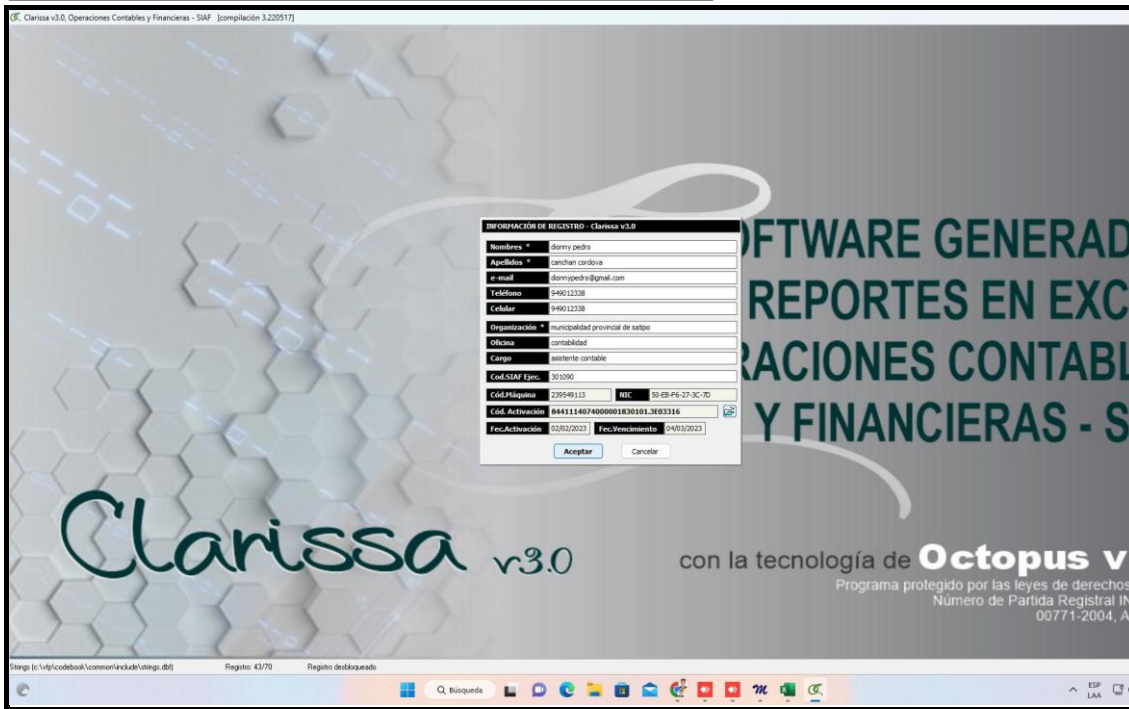 Clarissa v3.0, Operaciones Contables y Financieras - SIAF [compilación 3.220517]
INFORMACIÓN DE REGISTRO - Clarissa v3.0
Nombres * dionny pedro
Apellidos * canchan cordova
e-mail dionnypedro@gmail.com
Teléfono 949012338
Celular 949012338
Organización * municipalidad provincial de satipo
Oficina contabilidad
Cargo asistente contable
Cod.SIAF Ejec. 301090
Cód.Máquina 239549113 NIC 50-EB-F6-27-3C-7D
Cód. Activación B441114074000001830101.3E03316
Fec.Activación 02/02/2023 Fec.Vencimiento 04/03/2023
Aceptar Cancelar
OFTWARE GENERAD
REPORTES EN EXC
RACIONES CONTABL
Y FINANCIERAS - S
Clarissa v3.0
con la tecnología de Octopus v
Programa protegido por las leyes de derechos
Número de Partida Registral IN
00771-2004, A
Strings (c:\vfp\codebook\common\include\strings.dbf) Registro: 43/70 Registro desbloqueado
Búsqueda
ESP
LAA